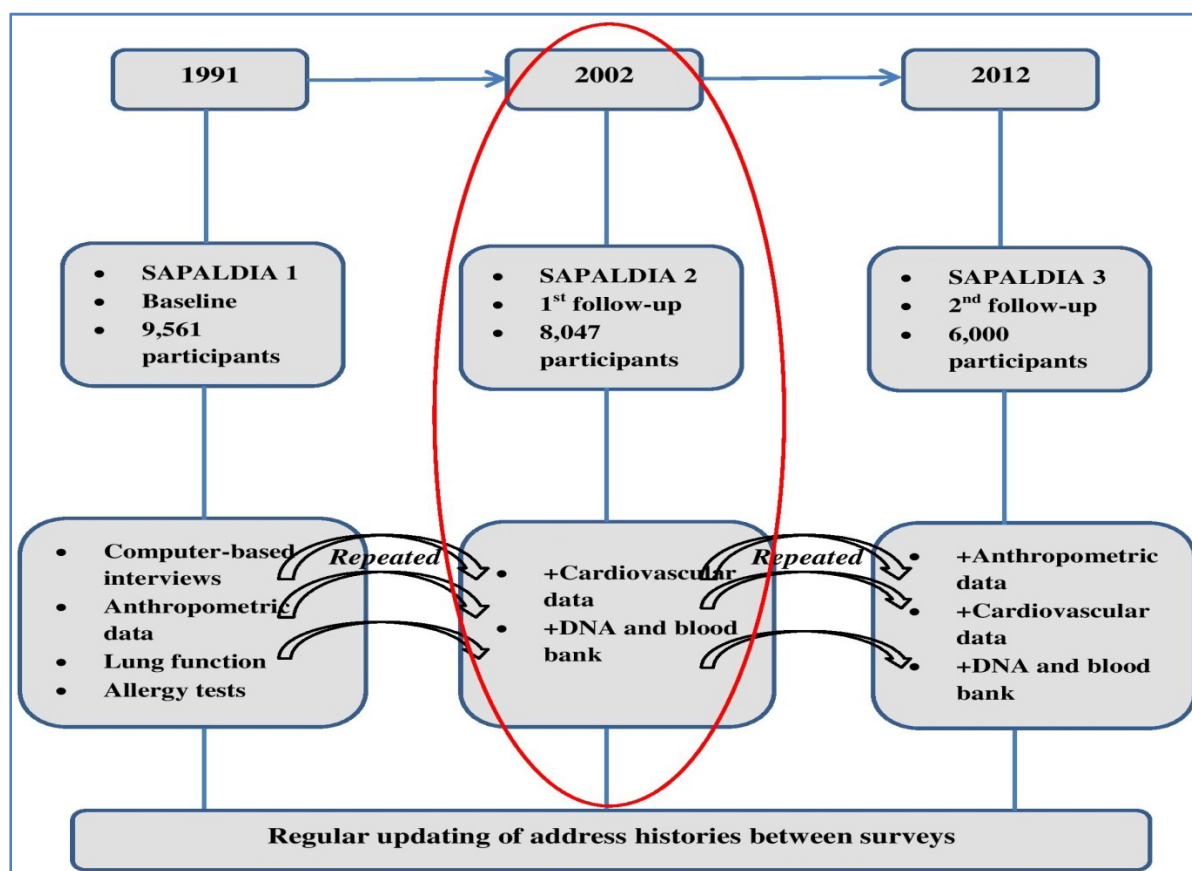 1991
2002
2012
• SAPALDIA 1
• Baseline
• 9,561
participants
• SAPALDIA 2
• 1st follow-up
• 8,047
participants
• SAPALDIA 3
• 2nd follow-up
• 6,000
participants
• Computer-based
interviews
• Anthropometric
data
• Lung function
• Allergy tests
Repeated
• +Cardiovascular
data
• +DNA and blood
bank
Repeated
• +Anthropometric
data
• +Cardiovascular
data
• +DNA and blood
bank
Regular updating of address histories between surveys